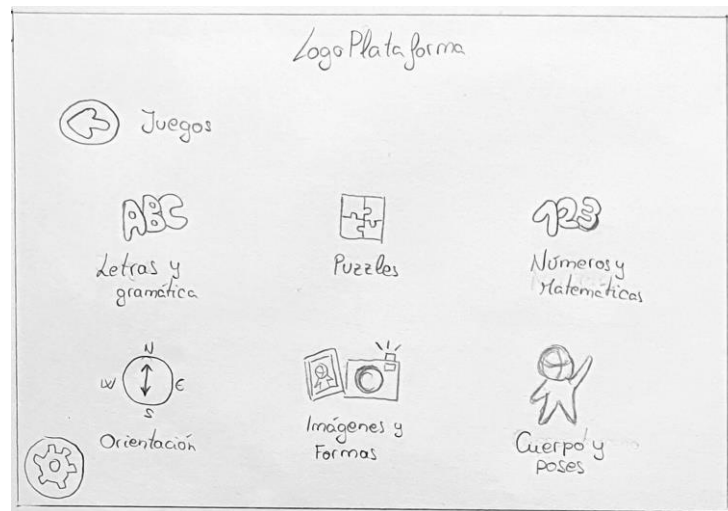 Logo Plataforma
Juegos
ABC
123
Letras y
gramática
Puzzles
Números y
Matemáticas
N
W
E
S
Orientación
Imágenes y
Formas
Cuerpo y
poses